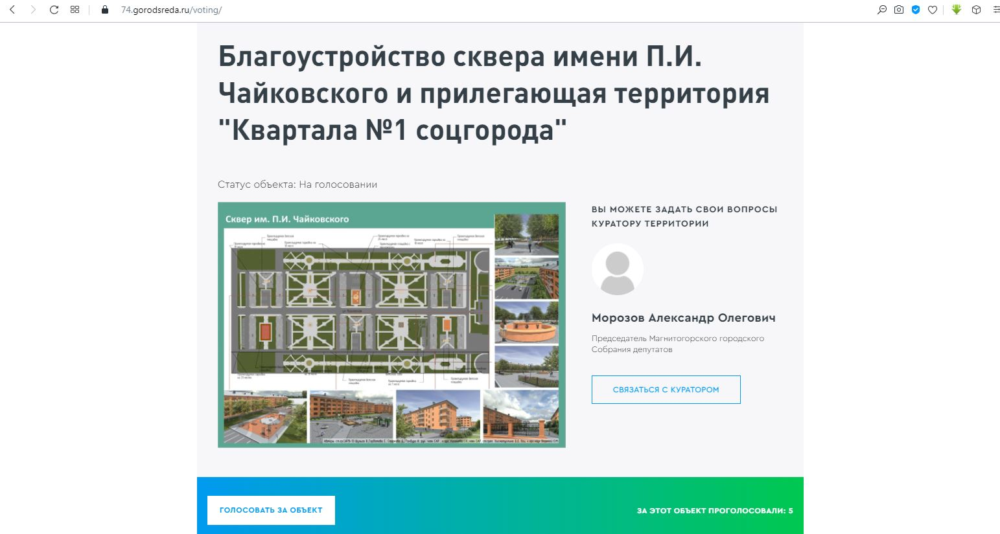 74.gorodsreda.ru/voting/
Благоустройство сквера имени П.И.
Чайковского и прилегающая территория
"Квартала №1 соцгорода"
Статус объекта: На голосовании
Сквер им. П.И. Чайковского
ВЫ МОЖЕТЕ ЗАДАТЬ СВОИ ВОПРОСЫ
КУРАТОРУ ТЕРРИТОРИИ
Морозов Александр Олегович
Председатель Магнитогорского городского
Собрания депутатов
СВЯЗАТЬСЯ С КУРАТОРОМ
ГОЛОСОВАТЬ ЗА ОБЪЕКТ
ЗА ЭТОТ ОБЪЕКТ ПРОГОЛОСОВАЛИ: 5